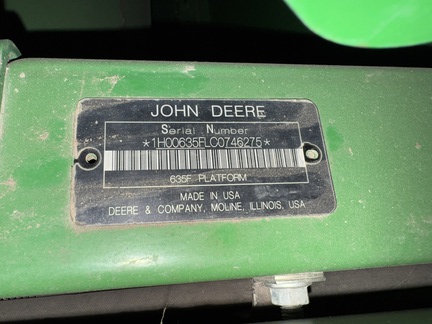 JOHN DEERE
Serial Number
*1H00635FLC0746275*
635F PLATFORM
MADE IN USA
DEERE & COMPANY, MOLINE, ILLINOIS, USA